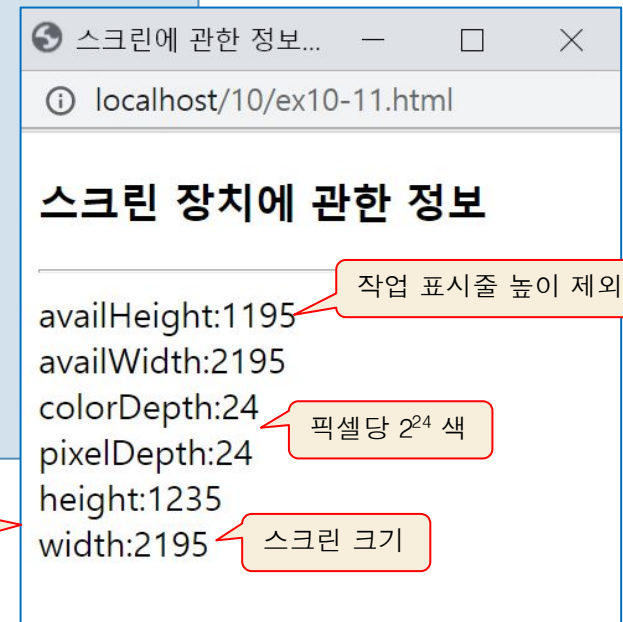 스크린에 관한 정보...
localhost/10/ex10-11.html
스크린 장치에 관한 정보
작업 표시줄 높이 제외
availHeight:1195
availWidth:2195
colorDepth:24
픽셀당 2²⁴ 색
pixelDepth:24
height:1235
width:2195
스크린 크기